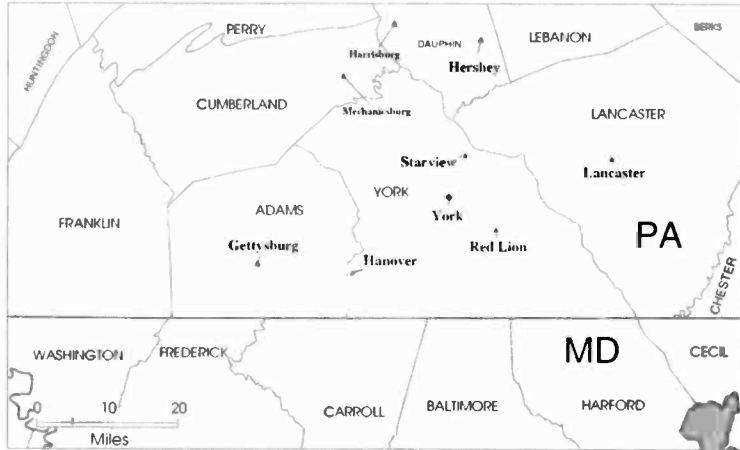 PERRY
HUNTINGDON
Harrisburg
DAUPHIN
LEBANON
BERKS
Hershey
CUMBERLAND
Mechanicsburg
LANCASTER
Starview
Lancaster
YORK
ADAMS
FRANKLIN
York
PA
Gettysburg
Hanover
Red Lion
CHESTER
WASHINGTON
FREDERICK
MD
CECIL
0 10 20
Miles
CARROLL
BALTIMORE
HARFORD